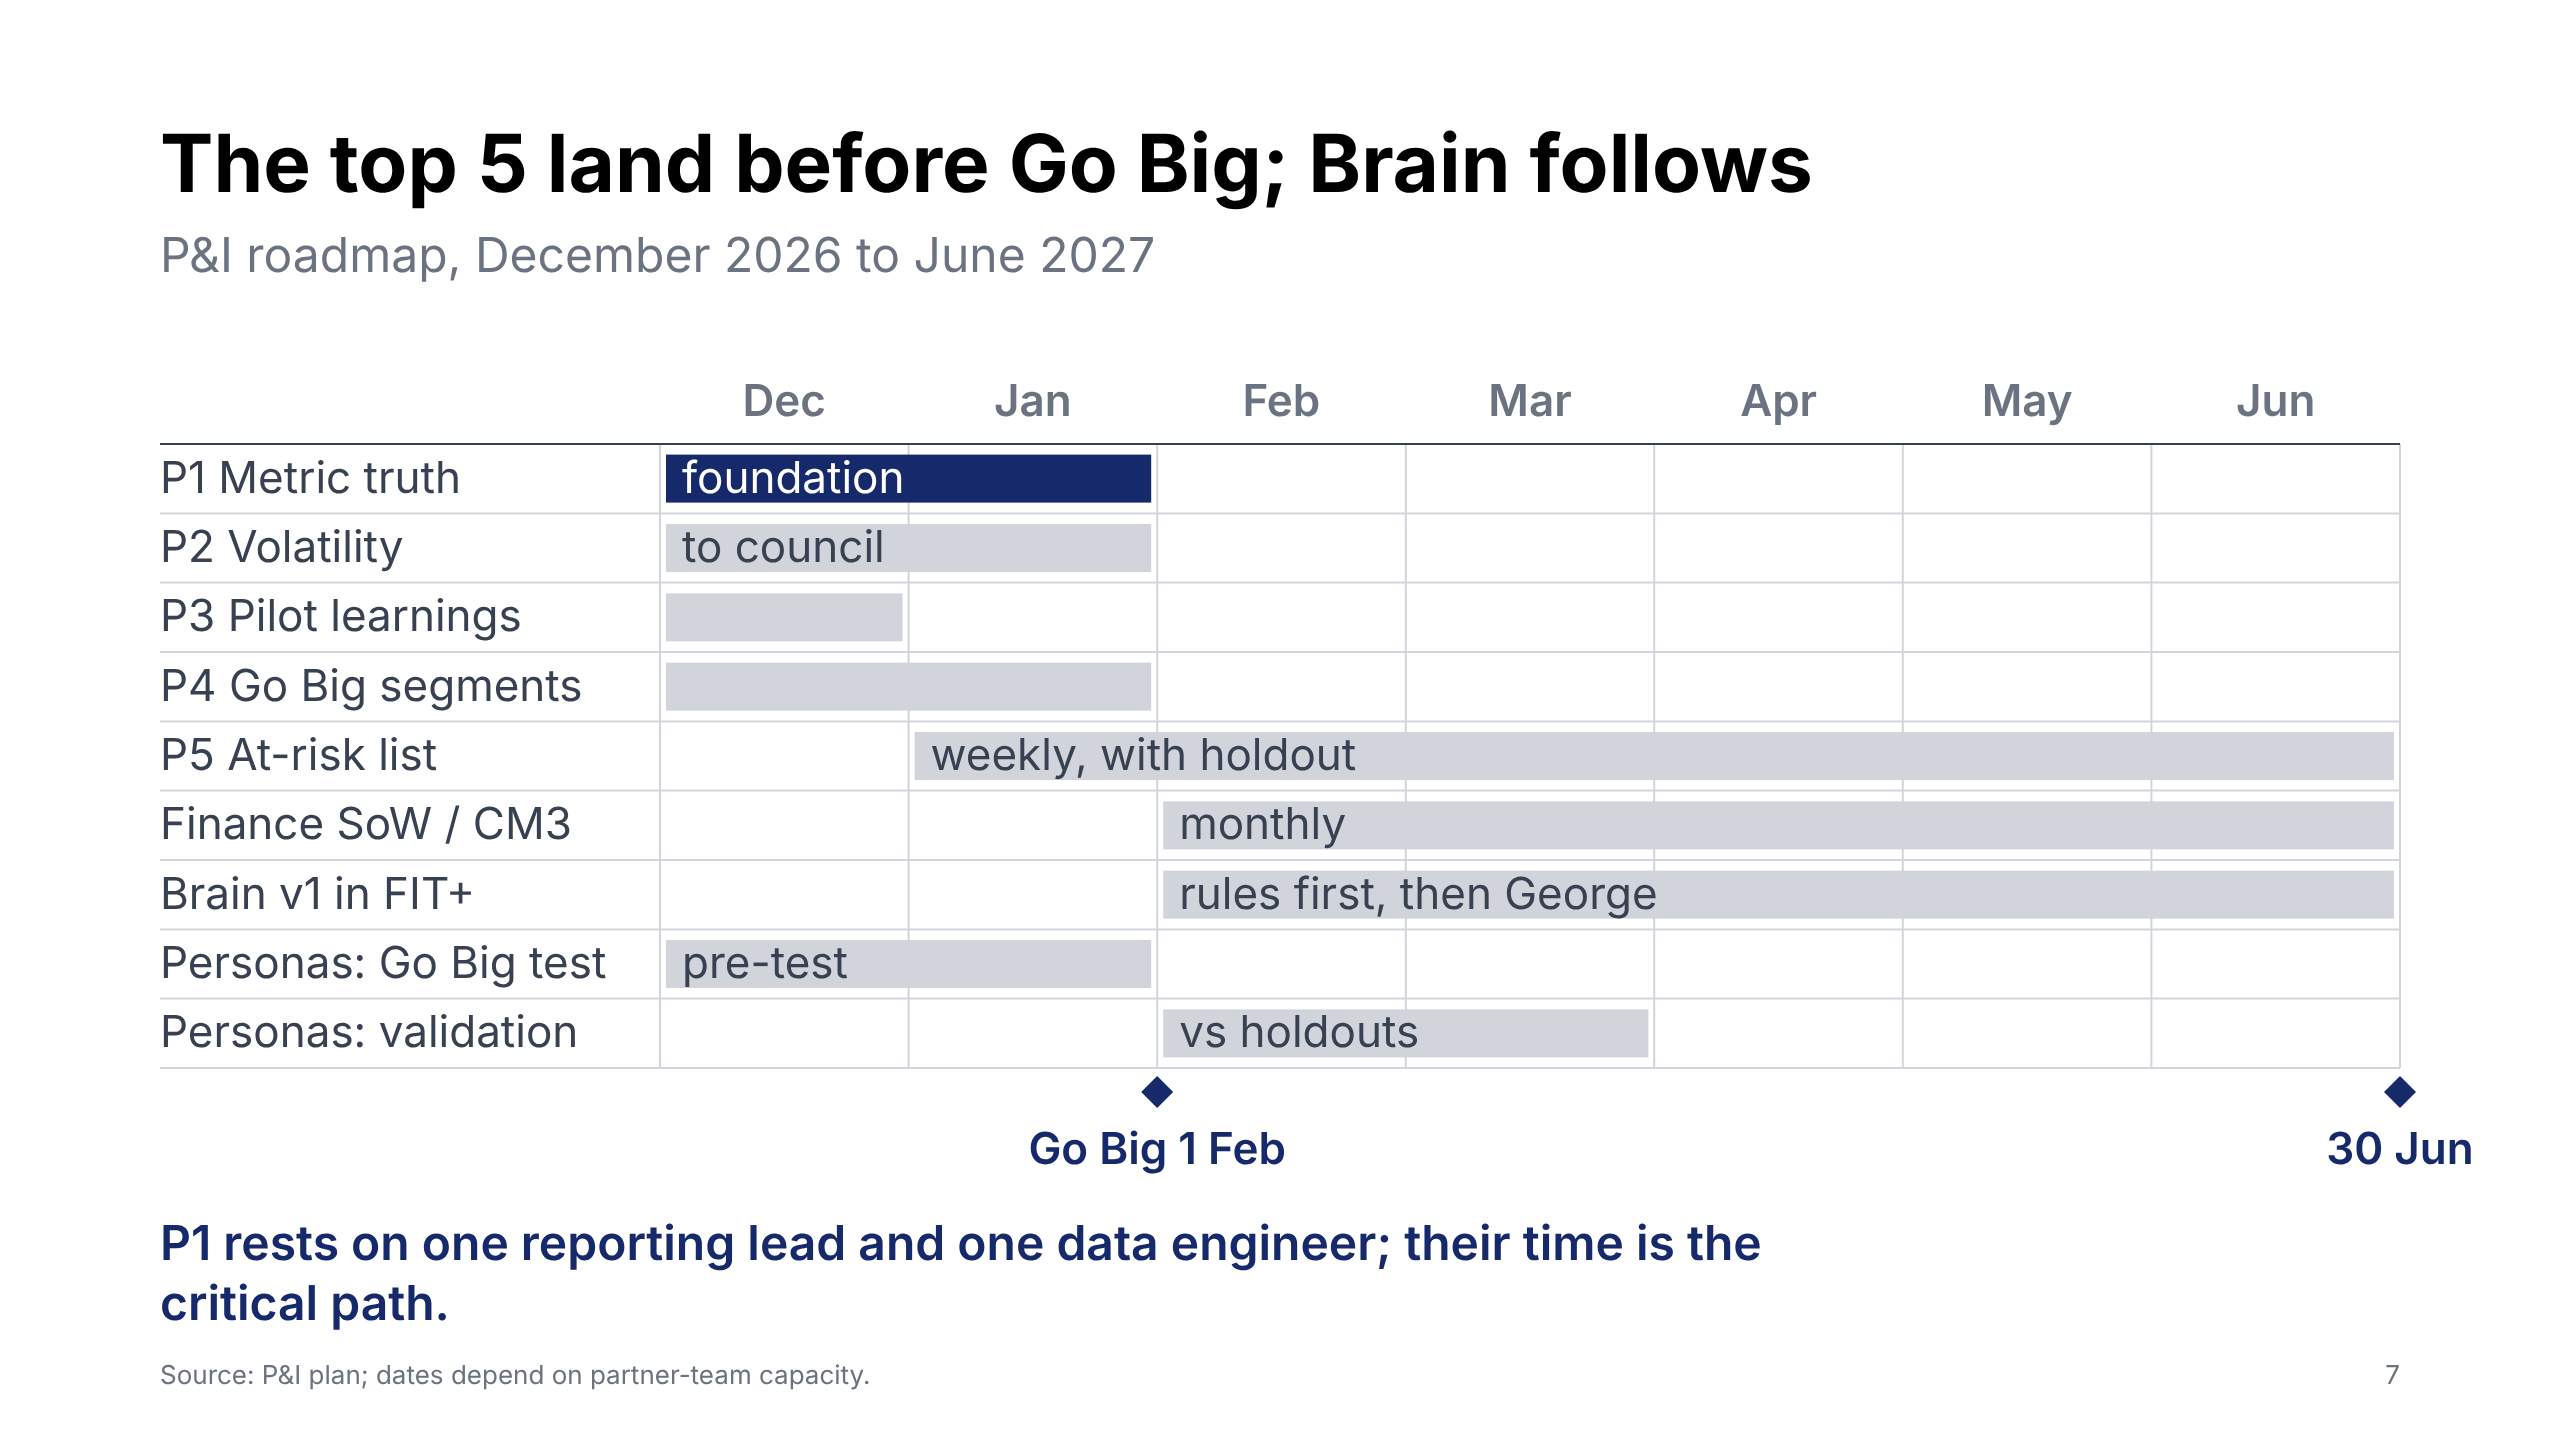 The top 5 land before Go Big; Brain follows
P&I roadmap, December 2026 to June 2027
Dec Jan Feb Mar Apr May Jun
P1 Metric truth foundation
P2 Volatility to council
P3 Pilot learnings
P4 Go Big segments
P5 At-risk list weekly, with holdout
Finance SoW / CM3 monthly
Brain v1 in FIT+ rules first, then George
Personas: Go Big test pre-test
Personas: validation vs holdouts
Go Big 1 Feb 30 Jun
P1 rests on one reporting lead and one data engineer; their time is the
critical path.
Source: P&I plan; dates depend on partner-team capacity. 7